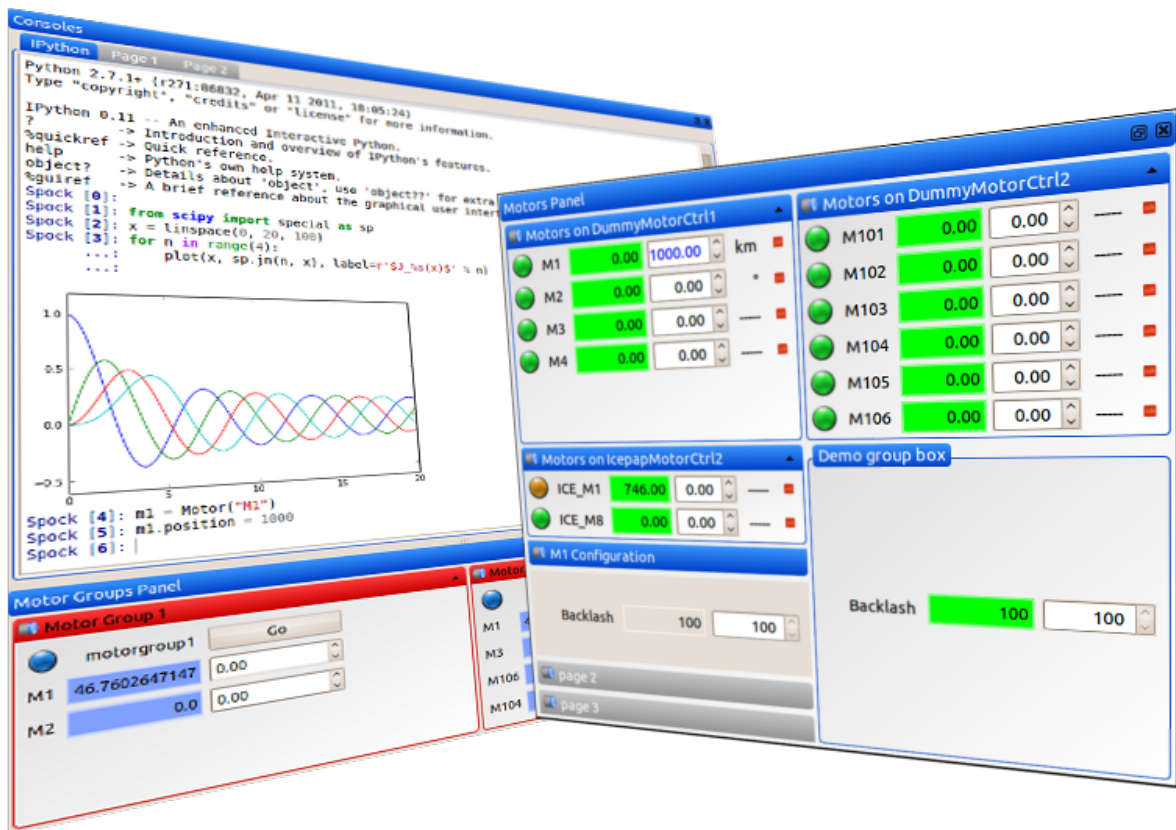 Consoles
IPython Page 1 Page 2
Python 2.7.1+ (r271:86832, Apr 11 2011, 18:05:24)
Type "copyright", "credits" or "license" for more information.
IPython 0.11 -- An enhanced Interactive Python.
? -> Introduction and overview of IPython's features.
%quickref -> Quick reference.
help -> Python's own help system.
object? -> Details about 'object', use 'object??' for extra
%guiref -> A brief reference about the graphical user
Spock [0]:
Spock [1]: from scipy import special as sp
Spock [2]: x = linspace(0, 20, 100)
Spock [3]: for n in range(4):
...: plot(x, sp.jn(n, x), label=r'$J_%s(x)$' % n)
...:
1.0
0.5
0.0
−0.5
0 5 10 15 20
Spock [4]: m1 = Motor("M1")
Spock [5]: m1.position = 1000
Spock [6]:
Motor Groups Panel
Motor Group 1
motorgroup1 Go
M1 46.7602647147 0.00
M2 0.0 0.00
M1
M3
M106
M104
Motors Panel
Motors on DummyMotorCtrl1
M1 0.00 1000.00 km
M2 0.00 0.00 °
M3 0.00 0.00 ----
M4 0.00 0.00 ----
Motors on DummyMotorCtrl2
M101 0.00 0.00 ----
M102 0.00 0.00 ----
M103 0.00 0.00 ----
M104 0.00 0.00 ----
M105 0.00 0.00 ----
M106 0.00 0.00 ----
Motors on IcepapMotorCtrl2
ICE_M1 746.00 0.00 ----
ICE_M8 0.00 0.00 ----
M1 Configuration
Backlash 100 100
page 2
page 3
Demo group box
Backlash 100 100